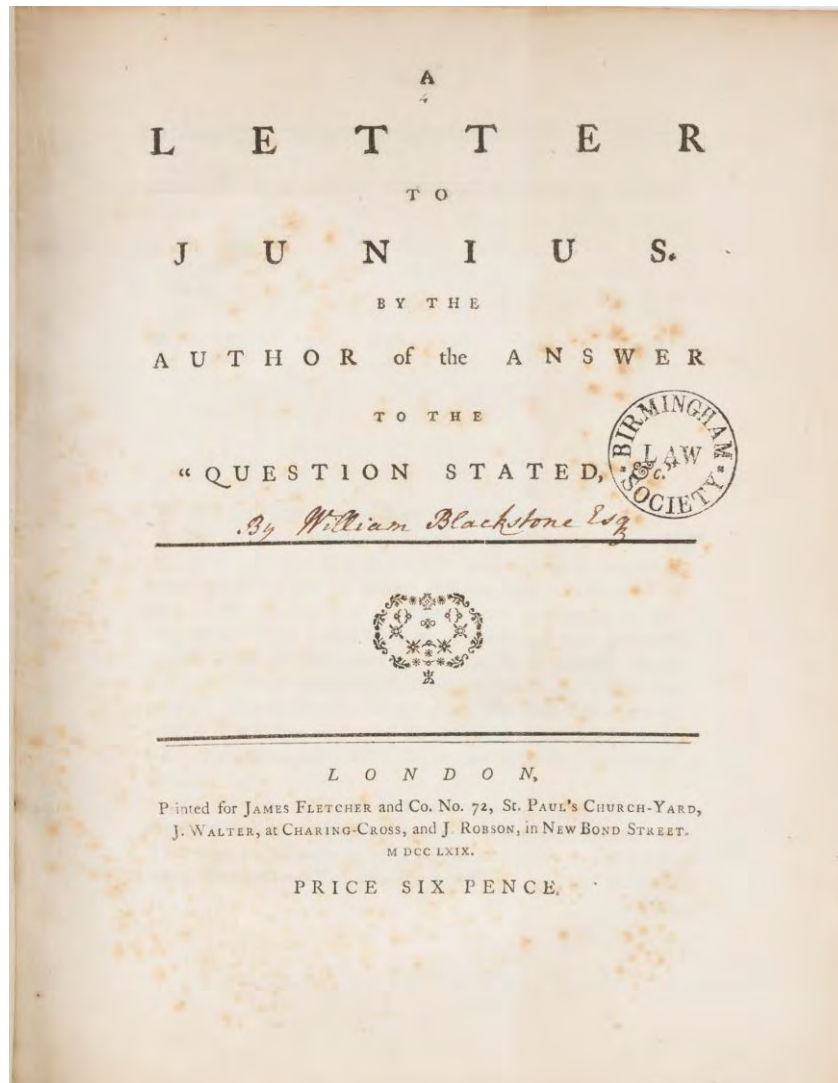 A
LETTER
TO
JUNIUS.
BY THE
AUTHOR of the ANSWER
TO THE
“QUESTION STATED,”
BIRMINGHAM
LAW
&c.
SOCIETY
By William Blackstone Esq
LONDON,
Printed for JAMES FLETCHER and Co. No. 72, St. PAUL'S CHURCH-YARD,
J. WALTER, at CHARING-CROSS, and J. ROBSON, in NEW BOND STREET.
M DCC LXIX.
PRICE SIX PENCE.